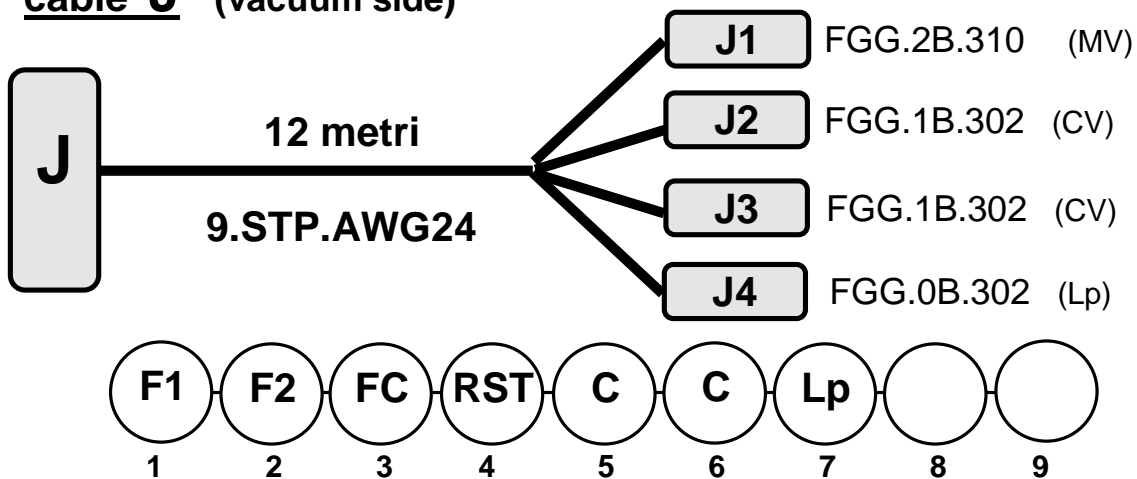 cable J (vacuum side)
J1 FGG.2B.310 (MV)
J
12 metri
J2 FGG.1B.302 (CV)
9.STP.AWG24
J3 FGG.1B.302 (CV)
J4 FGG.0B.302 (Lp)
F1 F2 FC RST C C Lp
1 2 3 4 5 6 7 8 9